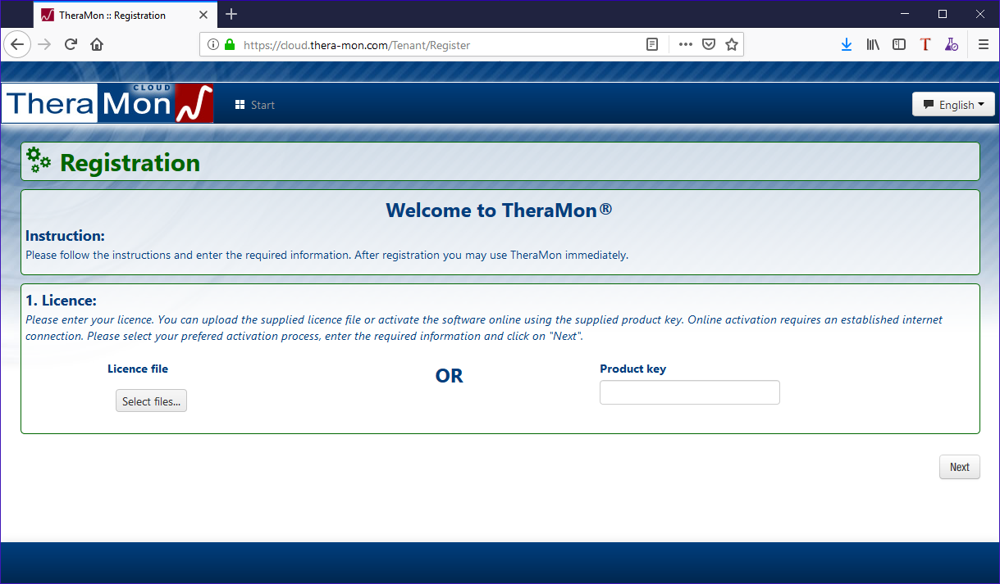 TheraMon :: Registration
https://cloud.thera-mon.com/Tenant/Register
T
CLOUD
TheraMon
Start
English
Registration
Welcome to TheraMon®
Instruction:
Please follow the instructions and enter the required information. After registration you may use TheraMon immediately.
1. Licence:
Please enter your licence. You can upload the supplied licence file or activate the software online using the supplied product key. Online activation requires an established internet
connection. Please select your prefered activation process, enter the required information and click on "Next".
Licence file
OR
Product key
Select files...
Next